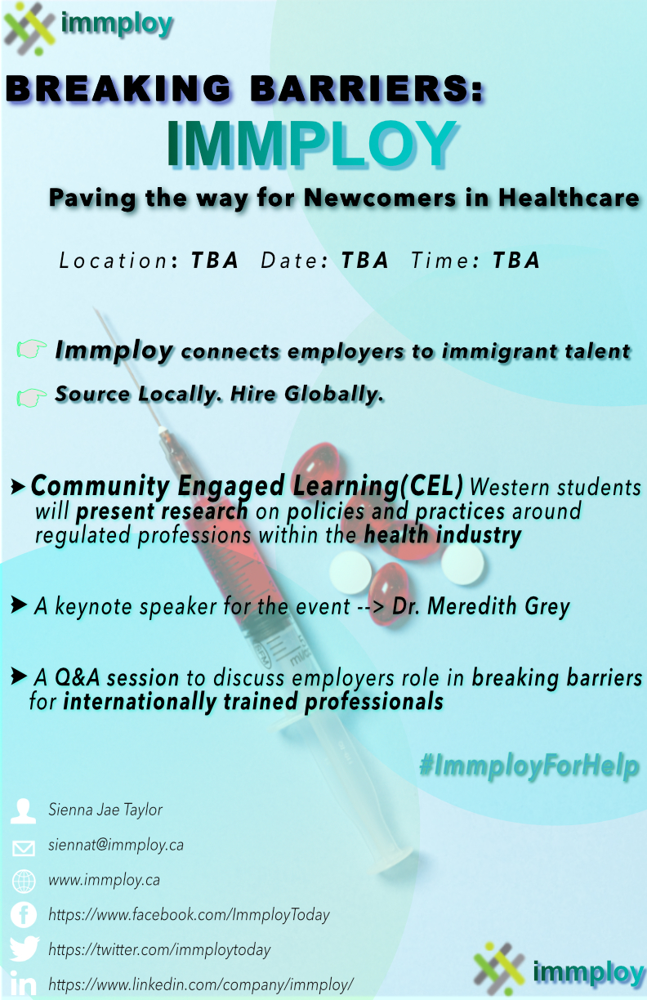 immploy
BREAKING BARRIERS:
IMMPLOY
Paving the way for Newcomers in Healthcare
Location: TBA Date: TBA Time: TBA
Immploy connects employers to immigrant talent
Source Locally. Hire Globally.
Community Engaged Learning(CEL) Western students
will present research on policies and practices around
regulated professions within the health industry
A keynote speaker for the event --> Dr. Meredith Grey
A Q&A session to discuss employers role in breaking barriers
for internationally trained professionals
#ImmployForHelp
Sienna Jae Taylor
siennat@immploy.ca
www.immploy.ca
https://www.facebook.com/ImmployToday
https://twitter.com/immploytoday
https://www.linkedin.com/company/immploy/
immploy